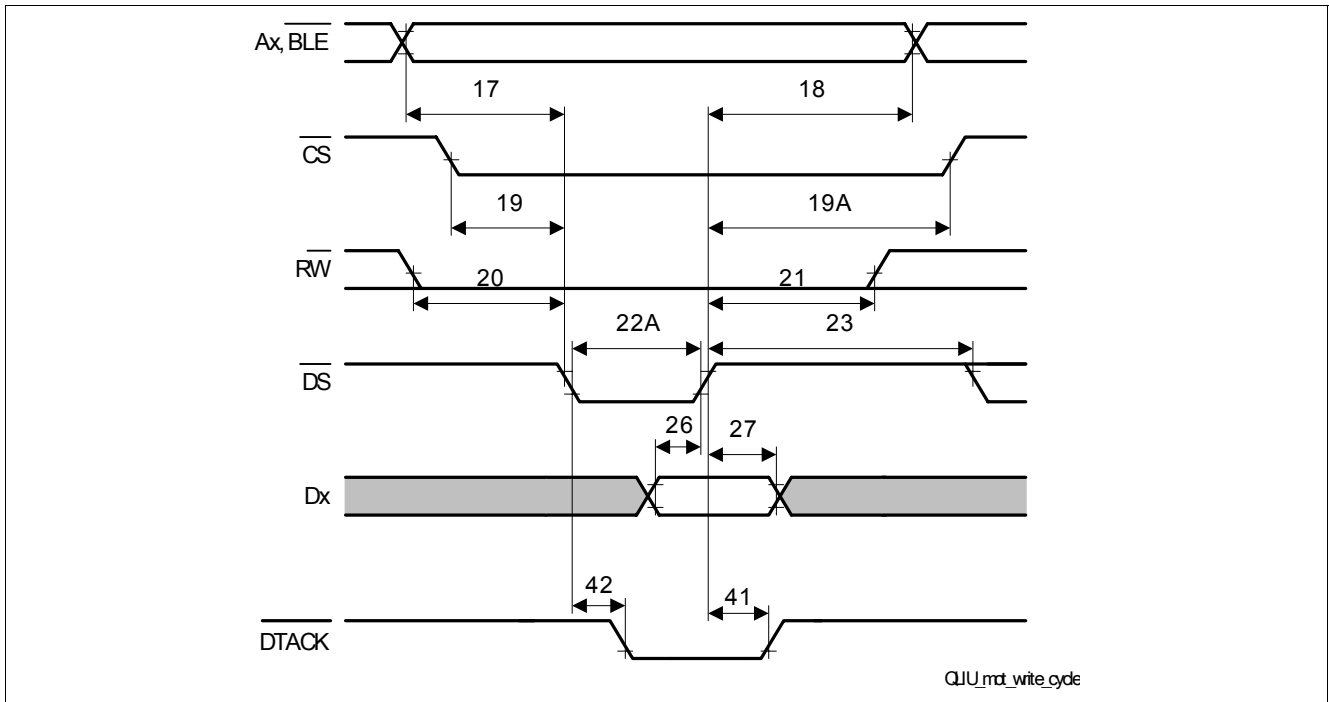 Ax, BLE
17
18
CS
19
19A
RW
20
21
22A
23
DS
26
27
Dx
42
41
DTACK
QLIU_mot_write_cycle